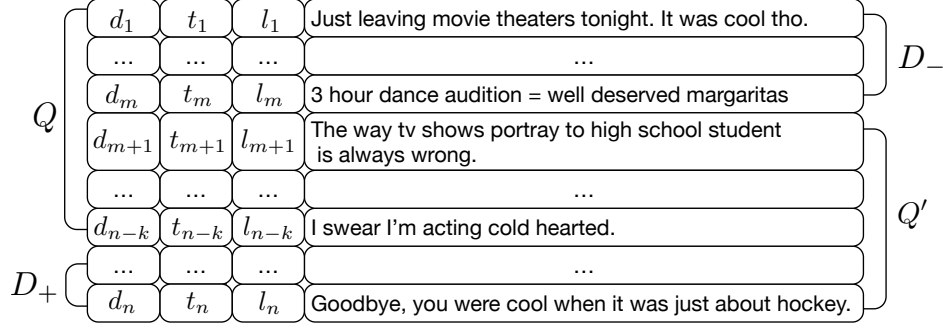 d₁ t₁ l₁ Just leaving movie theaters tonight. It was cool tho.
D₋
... ... ... ...
Q
dₘ tₘ lₘ 3 hour dance audition = well deserved margaritas
dₘ₊₁ tₘ₊₁ lₘ₊₁ The way tv shows portray to high school student
is always wrong.
... ... ... ...
Q′
dₙ₋ₖ tₙ₋ₖ lₙ₋ₖ I swear I'm acting cold hearted.
... ... ... ...
D₊
dₙ tₙ lₙ Goodbye, you were cool when it was just about hockey.